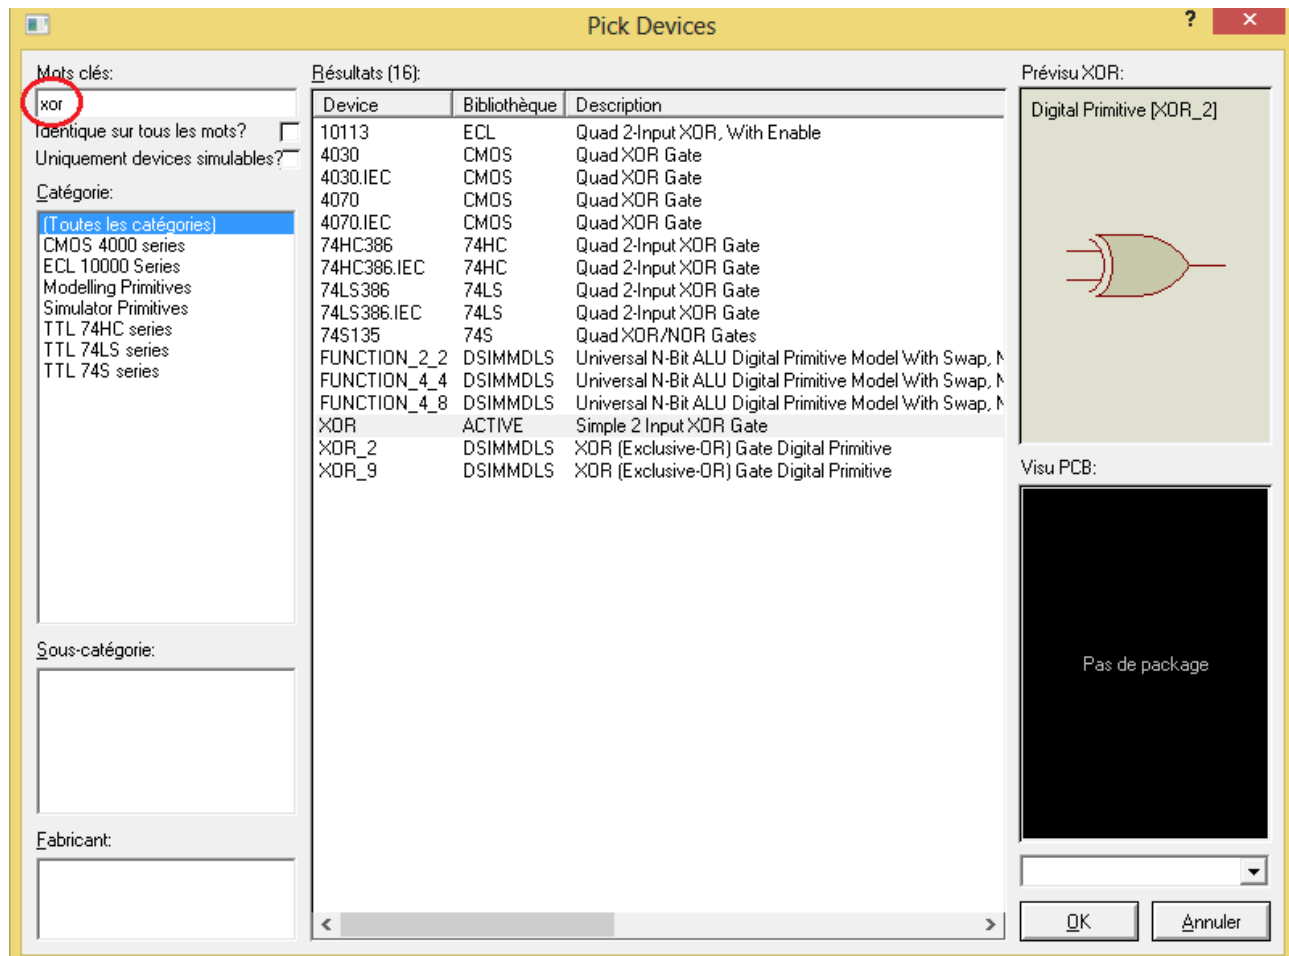 Pick Devices
?
Mots clés:
xor
Identique sur tous les mots?
Uniquement devices simulables?
Catégorie:
(Toutes les catégories)
CMOS 4000 series
ECL 10000 Series
Modelling Primitives
Simulator Primitives
TTL 74HC series
TTL 74LS series
TTL 74S series
Sous-catégorie:
Fabricant:
Résultats (16):
Device Bibliothèque Description
10113 ECL Quad 2-Input XOR, With Enable
4030 CMOS Quad XOR Gate
4030.IEC CMOS Quad XOR Gate
4070 CMOS Quad XOR Gate
4070.IEC CMOS Quad XOR Gate
74HC386 74HC Quad 2-Input XOR Gate
74HC386.IEC 74HC Quad 2-Input XOR Gate
74LS386 74LS Quad 2-Input XOR Gate
74LS386.IEC 74LS Quad 2-Input XOR Gate
74S135 74S Quad XOR/NOR Gates
FUNCTION_2_2 DSIMMDLS Universal N-Bit ALU Digital Primitive Model With Swap,
FUNCTION_4_4 DSIMMDLS Universal N-Bit ALU Digital Primitive Model With Swap,
FUNCTION_4_8 DSIMMDLS Universal N-Bit ALU Digital Primitive Model With Swap,
XOR ACTIVE Simple 2 Input XOR Gate
XOR_2 DSIMMDLS XOR (Exclusive-OR) Gate Digital Primitive
XOR_9 DSIMMDLS XOR (Exclusive-OR) Gate Digital Primitive
Prévisu XOR:
Digital Primitive [XOR_2]
Visu PCB:
Pas de package
OK
Annuler